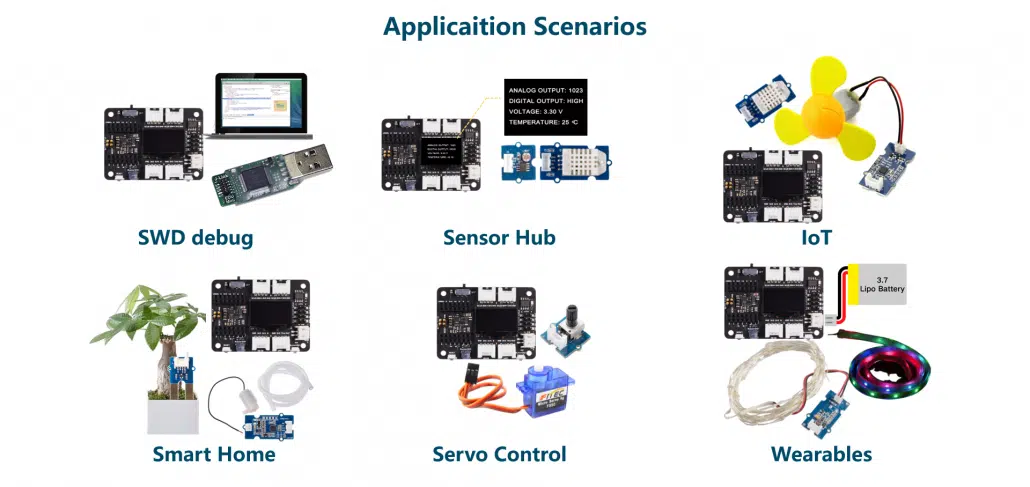 Applicaition Scenarios
ANALOG OUTPUT: 1023
DIGITAL OUTPUT: HIGH
VOLTAGE: 3.30 V
TEMPERATURE: 25 °C
SWD debug
Sensor Hub
IoT
3.7
Lipo Battery
Smart Home
Servo Control
Wearables